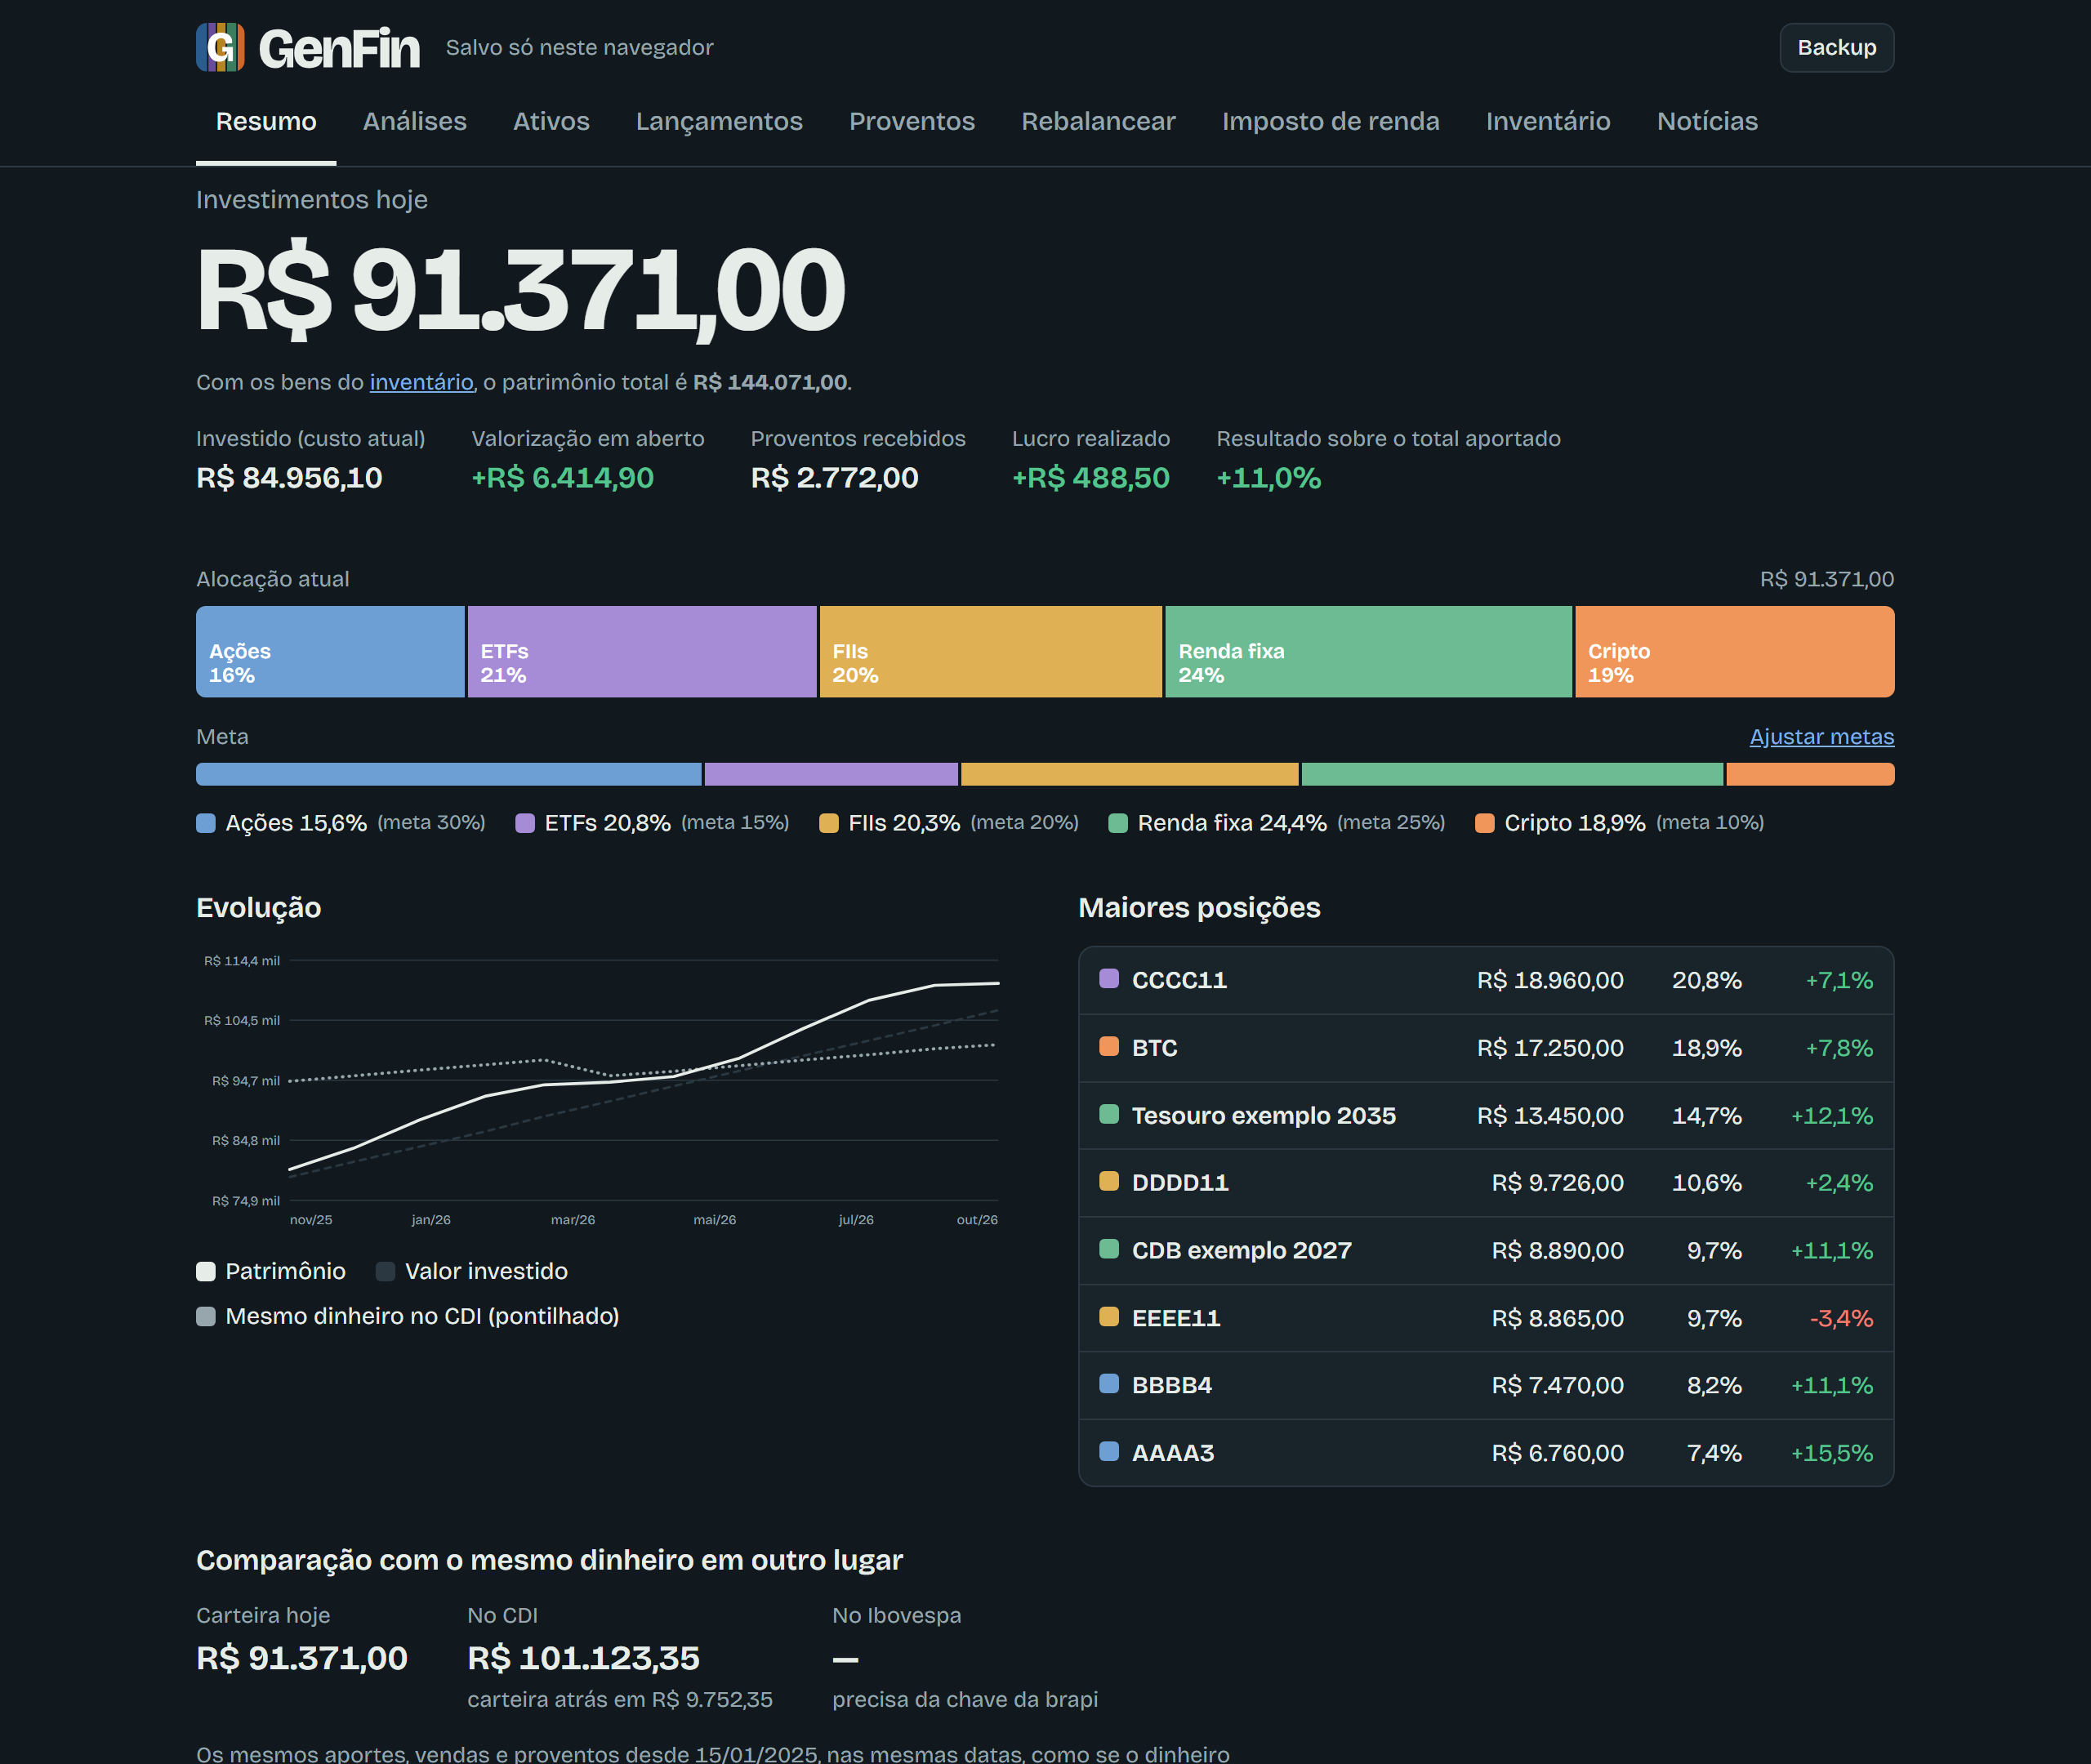 G GenFin Salvo só neste navegador Backup
Resumo Análises Ativos Lançamentos Proventos Rebalancear Imposto de renda Inventário Notícias
Investimentos hoje
R$ 91.371,00
Com os bens do inventário, o patrimônio total é R$ 144.071,00.
Investido (custo atual) Valorização em aberto Proventos recebidos Lucro realizado Resultado sobre o total aportado
R$ 84.956,10 +R$ 6.414,90 R$ 2.772,00 +R$ 488,50 +11,0%
Alocação atual R$ 91.371,00
Ações ETFs FIIs Renda fixa Cripto
16% 21% 20% 24% 19%
Meta Ajustar metas
Ações 15,6% (meta 30%) ETFs 20,8% (meta 15%) FIIs 20,3% (meta 20%) Renda fixa 24,4% (meta 25%) Cripto 18,9% (meta 10%)
Evolução
R$ 114,4 mil
R$ 104,5 mil
R$ 94,7 mil
R$ 84,8 mil
R$ 74,9 mil
nov/25 jan/26 mar/26 mai/26 jul/26 out/26
Patrimônio Valor investido
Mesmo dinheiro no CDI (pontilhado)
Maiores posições
CCCC11 R$ 18.960,00 20,8% +7,1%
BTC R$ 17.250,00 18,9% +7,8%
Tesouro exemplo 2035 R$ 13.450,00 14,7% +12,1%
DDDD11 R$ 9.726,00 10,6% +2,4%
CDB exemplo 2027 R$ 8.890,00 9,7% +11,1%
EEEE11 R$ 8.865,00 9,7% -3,4%
BBBB4 R$ 7.470,00 8,2% +11,1%
AAAA3 R$ 6.760,00 7,4% +15,5%
Comparação com o mesmo dinheiro em outro lugar
Carteira hoje No CDI No Ibovespa
R$ 91.371,00 R$ 101.123,35 —
carteira atrás em R$ 9.752,35 precisa da chave da brapi
Os mesmos aportes, vendas e proventos desde 15/01/2025, nas mesmas datas, como se o dinheiro